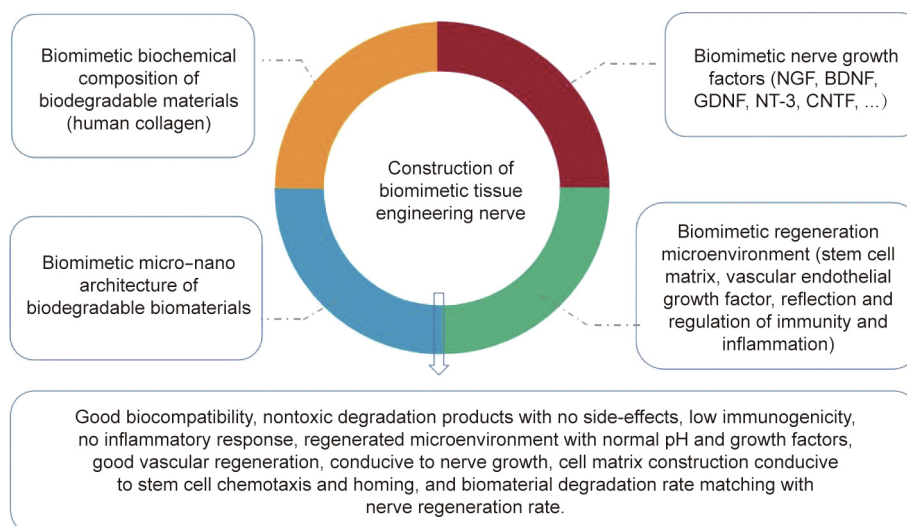 Biomimetic biochemical
composition of
biodegradable materials
(human collagen)
Biomimetic nerve growth
factors (NGF, BDNF,
GDNF, NT-3, CNTF, ...)
Construction of
biomimetic tissue
engineering nerve
Biomimetic micro–nano
architecture of
biodegradable biomaterials
Biomimetic regeneration
microenvironment (stem cell
matrix, vascular endothelial
growth factor, reflection and
regulation of immunity and
inflammation)
Good biocompatibility, nontoxic degradation products with no side-effects, low immunogenicity,
no inflammatory response, regenerated microenvironment with normal pH and growth factors,
good vascular regeneration, conducive to nerve growth, cell matrix construction conducive
to stem cell chemotaxis and homing, and biomaterial degradation rate matching with
nerve regeneration rate.